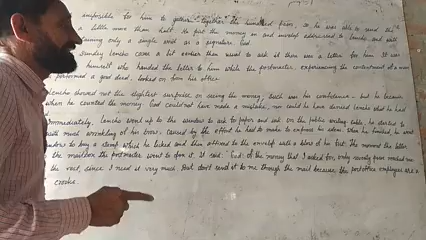 impossible for him to gather together the hundred pesos, so he was able to send the
a little more than half. He put the money in an envelope addressed to Lencho and with
containing only a single word as a signature: God.
Sunday Lencho came a bit earlier than usual to ask if there was a letter for him. It was
himself who handed the letter to him while the postmaster, experiencing the contentment of a man
performed a good deed, looked on from his office.
Lencho showed not the slightest surprise on seeing the money; such was his confidence - but he became
when he counted the money. God could not have made a mistake, nor could he have denied Lencho what he had
Immediately, Lencho went up to the window to ask for paper and ink. On the public writing table, he started to
with much wrinkling of his brow, caused by the effort he had to make to express his ideas. When he finished, he went
window to buy a stamp which he licked and then affixed to the envelope with a blow of his fist. The moment the letter
the mailbox the postmaster went to open it. It said: "God: Of the money that I asked for, only seventy pesos reached me
the rest, since I need it very much. But don't send it to me through the mail because the post office employees are a
crooks.